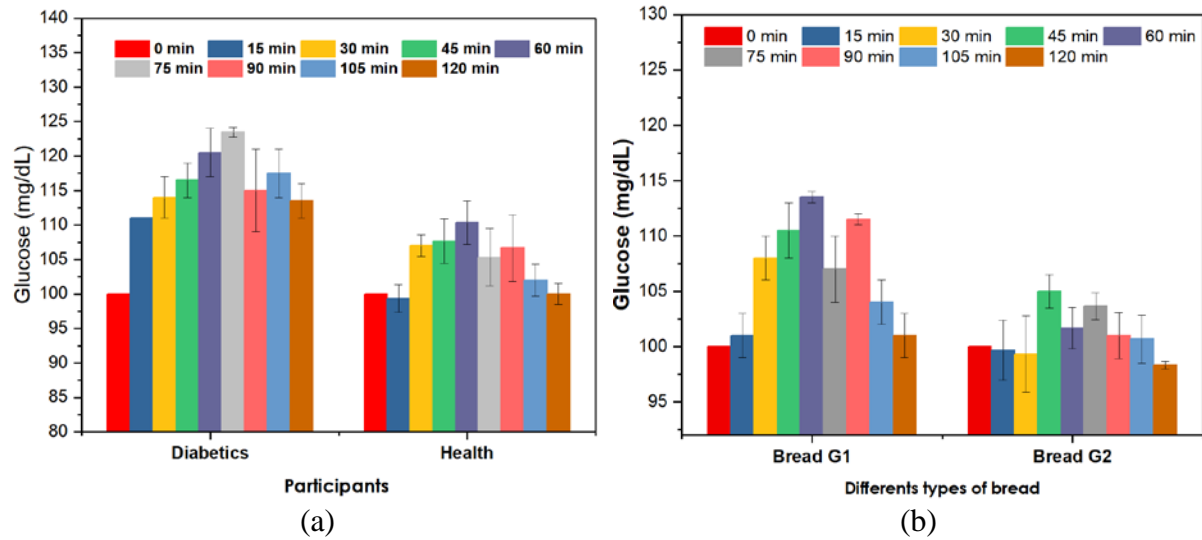 140
135
130
125
120
115
110
105
100
95
90
85
80
Glucose (mg/dL)
0 min 15 min 30 min 45 min 60 min
75 min 90 min 105 min 120 min
Diabetics Health
Participants
(a)
130
125
120
115
110
105
100
95
Glucose (mg/dL)
0 min 15 min 30 min 45 min 60 min
75 min 90 min 105 min 120 min
Bread G1 Bread G2
Differents types of bread
(b)